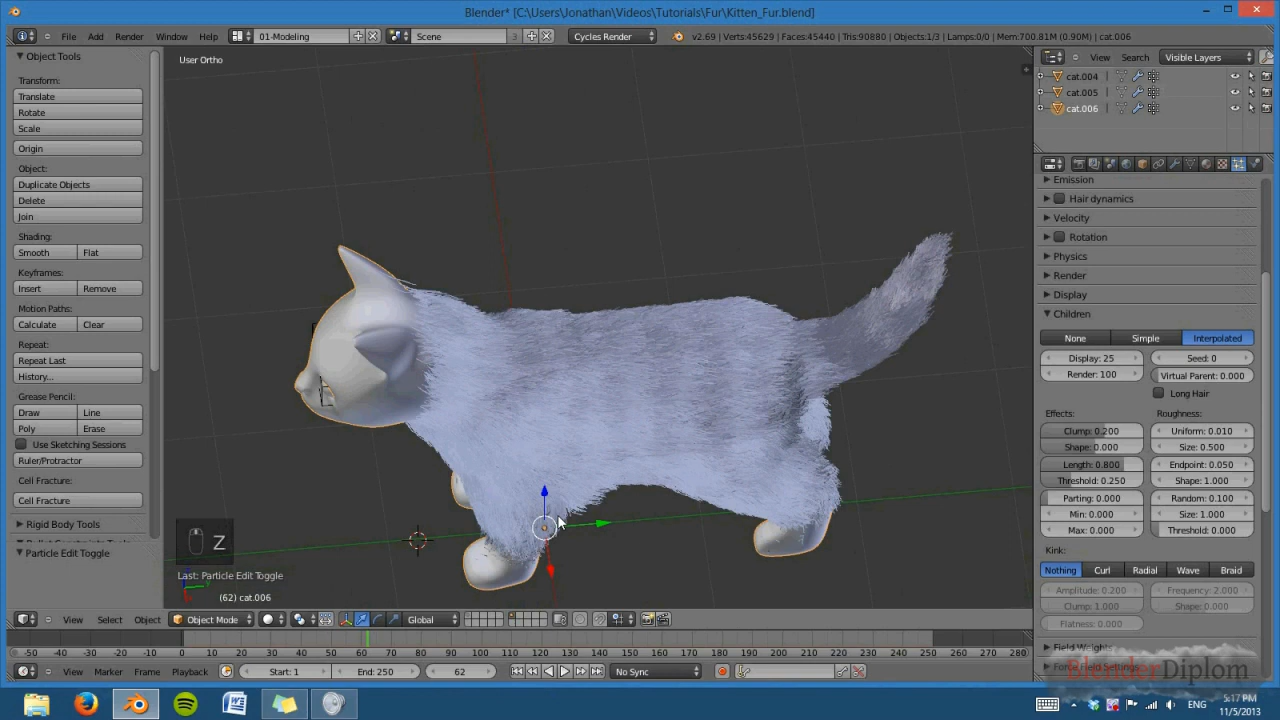 Blender* [C:\Users\Jonathan\Videos\Tutorials\Fur\Kitten_Fur.blend]
File Add Render Window Help 01-Modeling Scene 3 Cycles Render v2.69 | Verts:45629 | Faces:45440 | Tris:90880 | Objects:1/3 | Lamps:0/0 | Mem:700.81M (0.90M) | cat.006
Object Tools
Transform:
Translate
Rotate
Scale
Origin
Object:
Duplicate Objects
Delete
Join
Shading:
Smooth Flat
Keyframes:
Insert Remove
Motion Paths:
Calculate Clear
Repeat:
Repeat Last
History...
Grease Pencil:
Draw Line
Poly Erase
Use Sketching Sessions
Ruler/Protractor
Cell Fracture:
Cell Fracture
Rigid Body Tools
Particle Edit Toggle
User Ortho
Z
Last: Particle Edit Toggle
(62) cat.006
View Select Object Object Mode Global
-50 -40 -30 -20 -10 0 10 20 30 40 50 60 70 80 90 100 110 120 130 140 150 160 170 180 190 200 210 220 230 240 250 260 270 280
View Marker Frame Playback Start: 1 End: 250 62 No Sync
View Search Visible Layers
cat.004
cat.005
cat.006
Emission
Hair dynamics
Velocity
Rotation
Physics
Render
Display
Children
None Simple Interpolated
Display: 25 Seed: 0
Render: 100 Virtual Parent: 0.000
Long Hair
Effects: Roughness:
Clump: 0.200 Uniform: 0.010
Shape: 0.000 Size: 0.500
Length: 0.800 Endpoint: 0.050
Threshold: 0.250 Shape: 1.000
Parting: 0.000 Random: 0.100
Min: 0.000 Size: 1.000
Max: 0.000 Threshold: 0.000
Kink:
Nothing Curl Radial Wave Braid
Amplitude: 0.200 Frequency: 2.000
Clump: 1.000 Shape: 0.000
Flatness: 0.000
Field Weights
BlenderDiplom
ENG
5:17 PM
11/5/2013